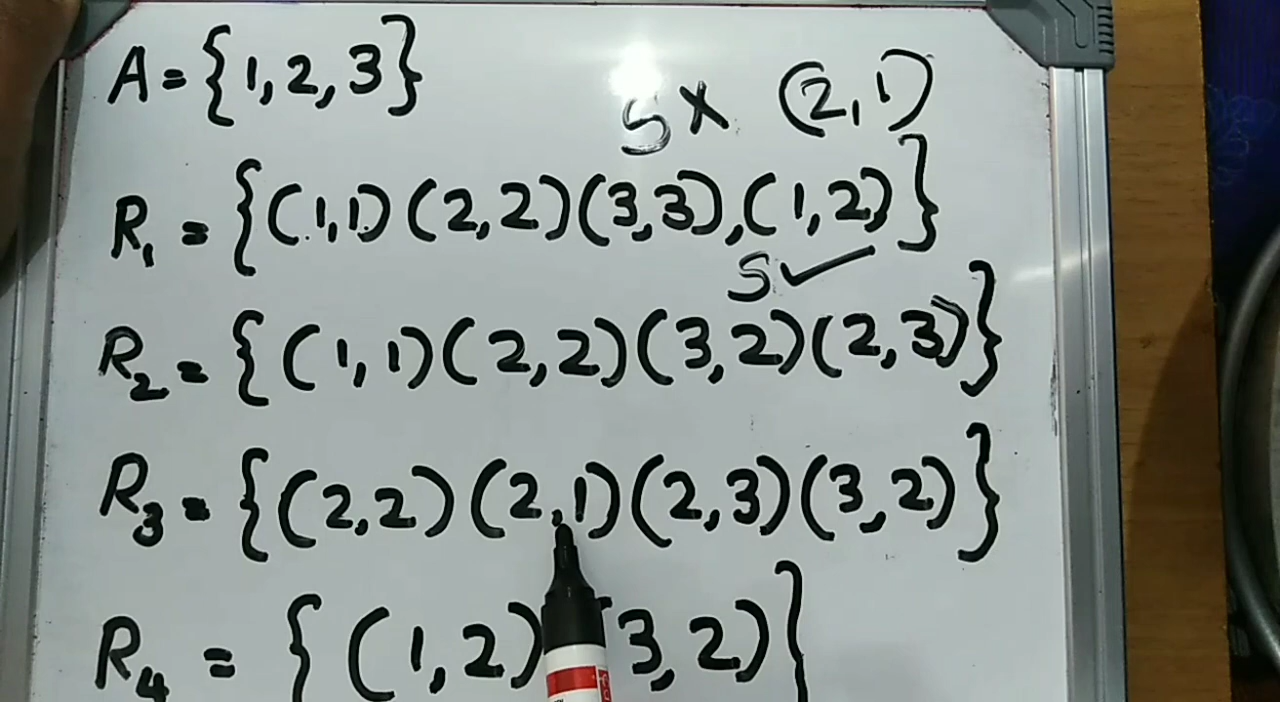 A = {1, 2, 3}
S X (2, 1)
R1 = {(1,1) (2,2) (3,3), (1,2)}
S ✓
R2 = {(1,1) (2,2) (3,2) (2,3)}
R3 = {(2,2) (2,1) (2,3) (3,2)}
R4 = {(1,2) 3,2)}